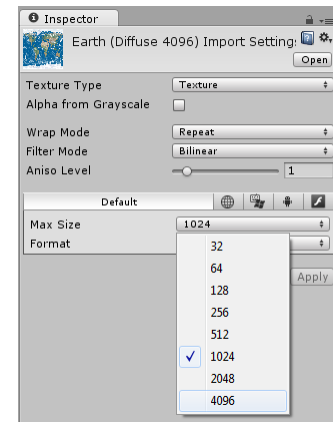 Inspector
Earth (Diffuse 4096) Import Setting:
Open
Texture Type Texture
Alpha from Grayscale
Wrap Mode Repeat
Filter Mode Bilinear
Aniso Level 1
Default
Max Size 1024
Format
32
64
128
256
512
1024
2048
4096
Apply